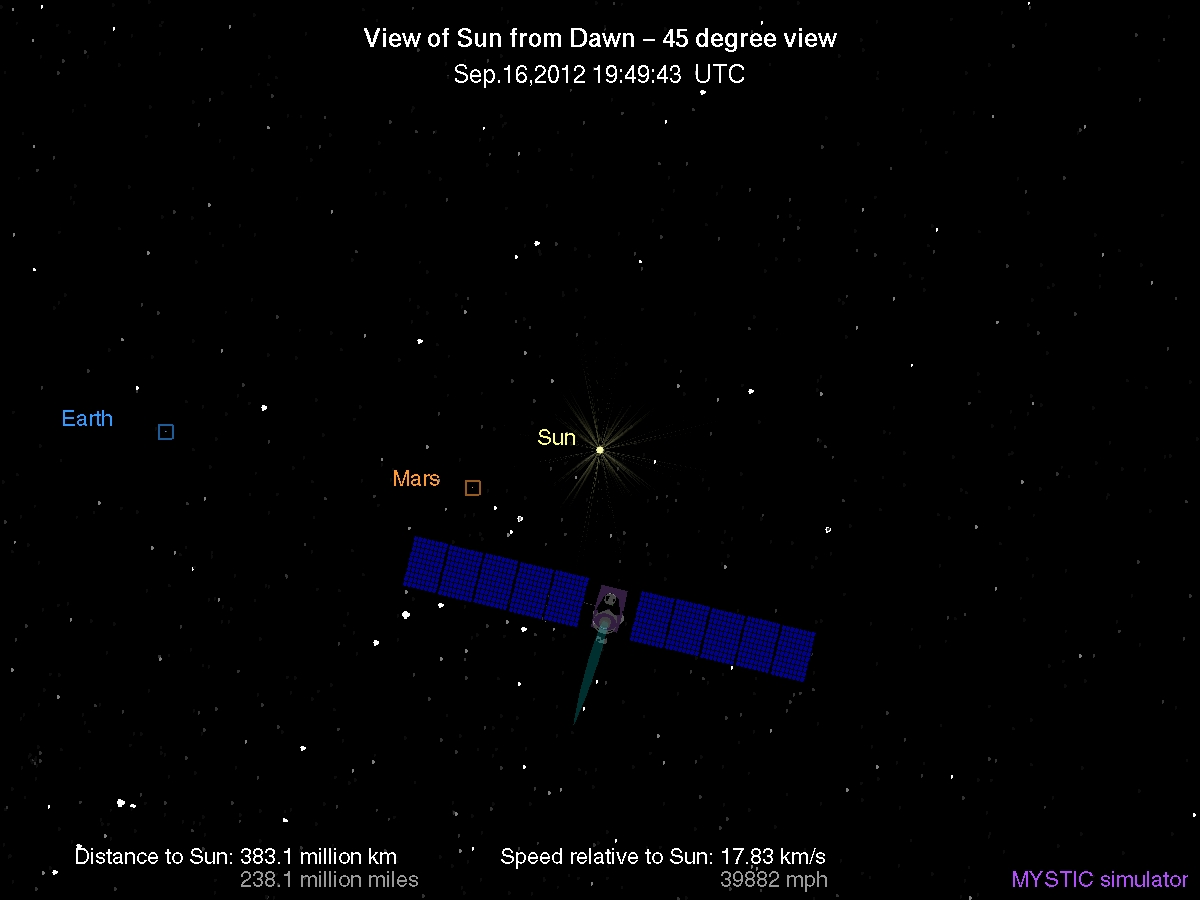 View of Sun from Dawn – 45 degree view
Sep.16,2012 19:49:43 UTC
Earth
Sun
Mars
Distance to Sun: 383.1 million km
238.1 million miles
Speed relative to Sun: 17.83 km/s
39882 mph
MYSTIC simulator